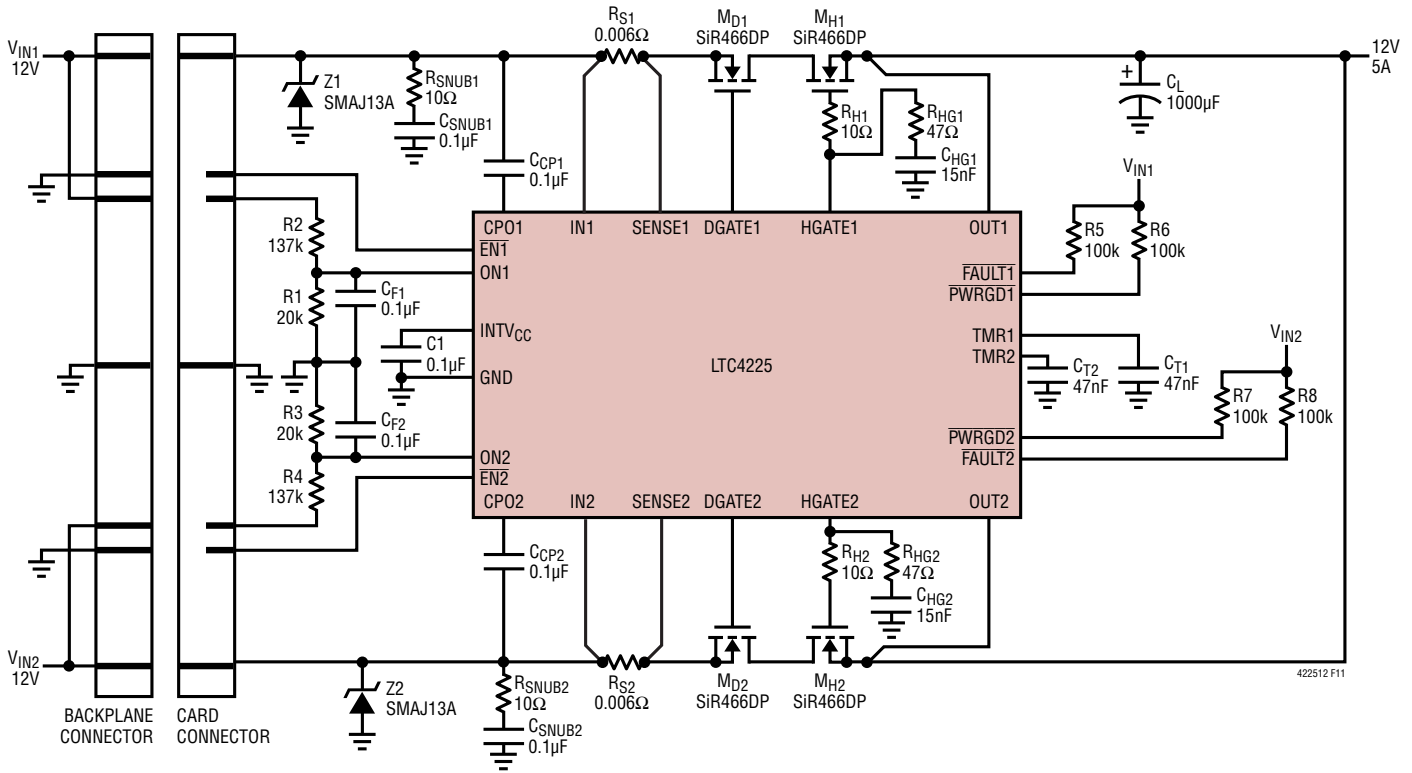 RS1
0.006Ω
MD1
SiR466DP
MH1
SiR466DP
VIN1
12V
12V
5A
Z1
SMAJ13A
RSNUB1
10Ω
CSNUB1
0.1µF
+
CL
1000µF
RH1
10Ω
RHG1
47Ω
CHG1
15nF
CCP1
0.1µF
VIN1
R2
137k
CPO1
IN1
SENSE1
DGATE1
HGATE1
OUT1
R5
100k
R6
100k
EN1
ON1
FAULT1
PWRGD1
R1
20k
CF1
0.1µF
INTVCC
TMR1
TMR2
VIN2
C1
0.1µF
GND
LTC4225
CT2
47nF
CT1
47nF
R3
20k
CF2
0.1µF
R7
100k
R8
100k
ON2
EN2
PWRGD2
FAULT2
R4
137k
CPO2
IN2
SENSE2
DGATE2
HGATE2
OUT2
CCP2
0.1µF
RH2
10Ω
RHG2
47Ω
CHG2
15nF
VIN2
12V
Z2
SMAJ13A
RSNUB2
10Ω
CSNUB2
0.1µF
RS2
0.006Ω
MD2
SiR466DP
MH2
SiR466DP
422512 F11
BACKPLANE
CONNECTOR
CARD
CONNECTOR